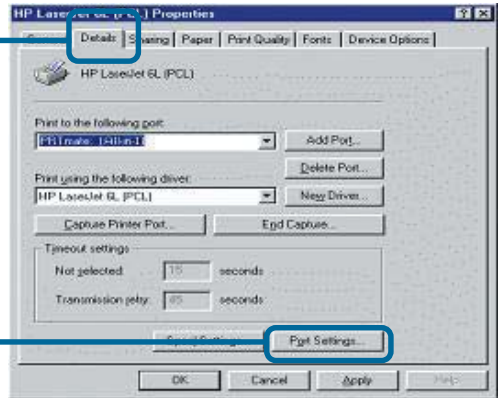 HP LaserJet 6L (PCL) Properties
Details Sharing Paper Print Quality Fonts Device Options
HP LaserJet 6L (PCL)
Print to the following port:
Add Port...
Delete Port...
Print using the following driver:
HP LaserJet 6L (PCL)
New Driver...
Capture Printer Port...
End Capture...
Timeout settings
Not selected:
15
seconds
Transmission retry:
45
seconds
Port Settings...
OK
Cancel
Apply
Help